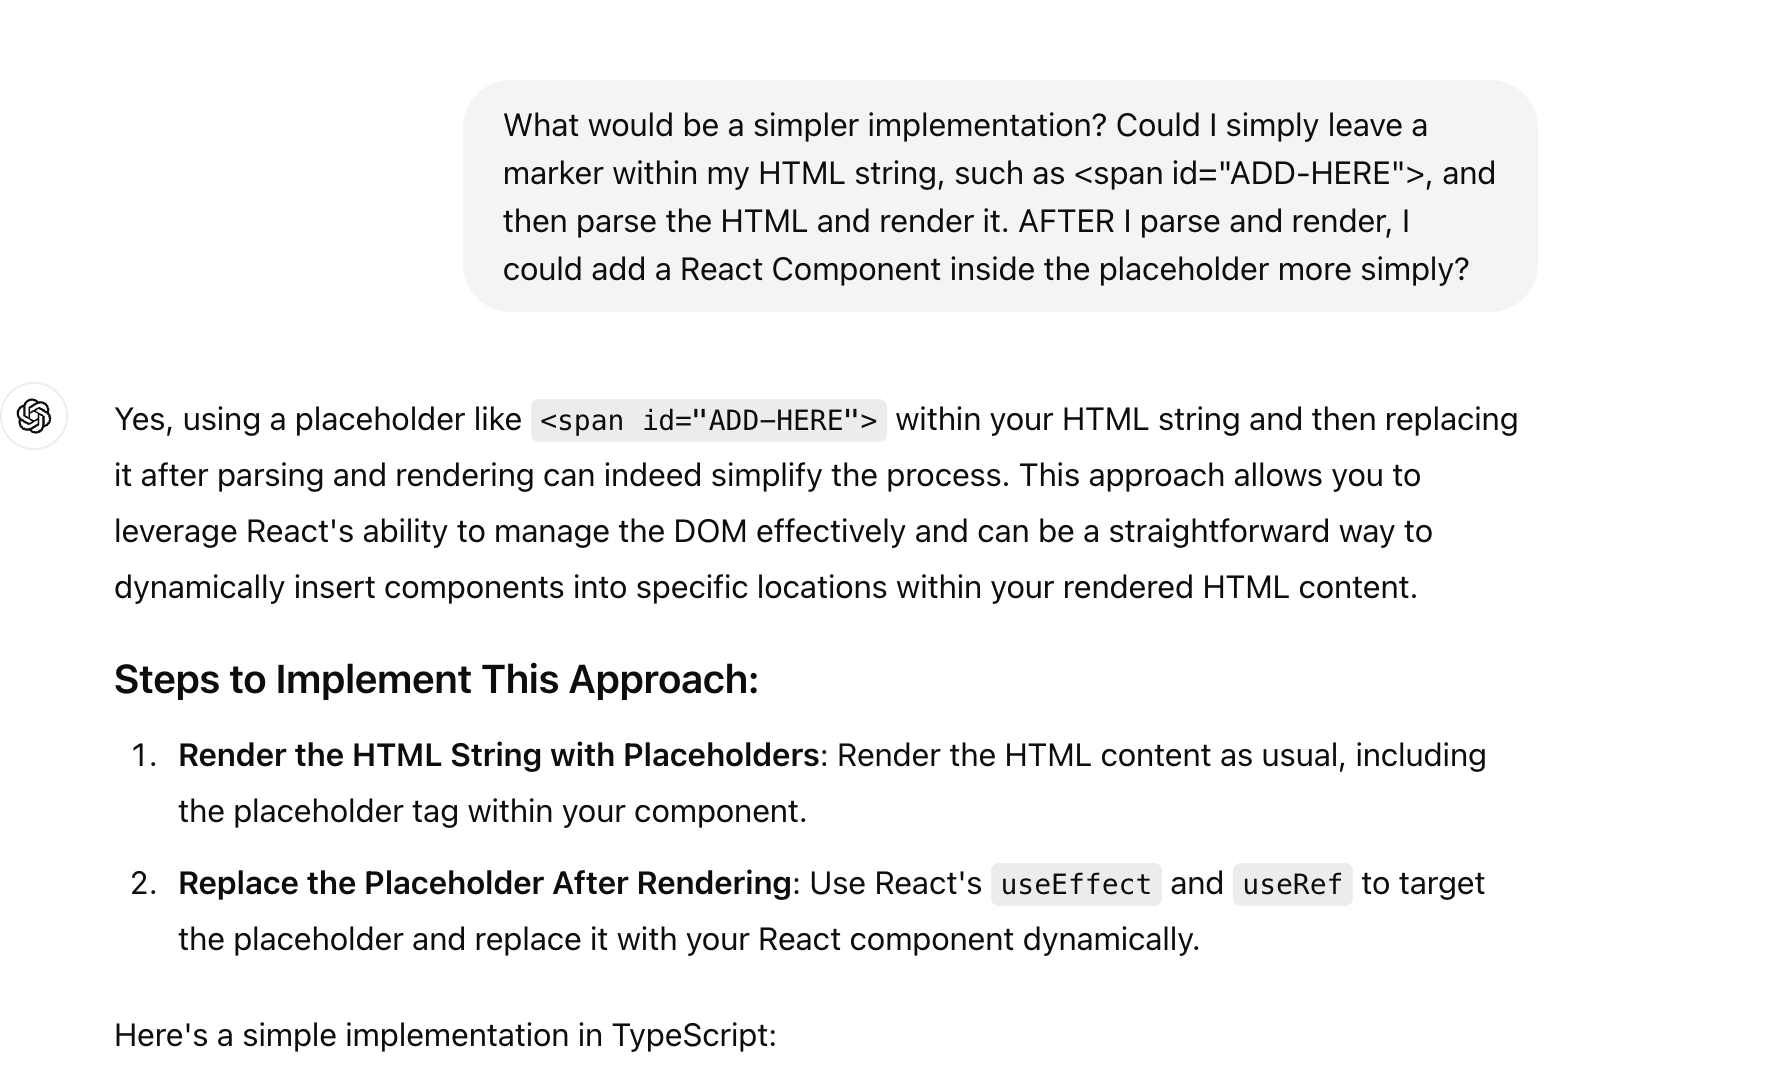 What would be a simpler implementation? Could I simply leave a
marker within my HTML string, such as <span id="ADD-HERE">, and
then parse the HTML and render it. AFTER I parse and render, I
could add a React Component inside the placeholder more simply?
Yes, using a placeholder like <span id="ADD-HERE"> within your HTML string and then replacing
it after parsing and rendering can indeed simplify the process. This approach allows you to
leverage React's ability to manage the DOM effectively and can be a straightforward way to
dynamically insert components into specific locations within your rendered HTML content.
Steps to Implement This Approach:
1. Render the HTML String with Placeholders: Render the HTML content as usual, including
the placeholder tag within your component.
2. Replace the Placeholder After Rendering: Use React's useEffect and useRef to target
the placeholder and replace it with your React component dynamically.
Here's a simple implementation in TypeScript: